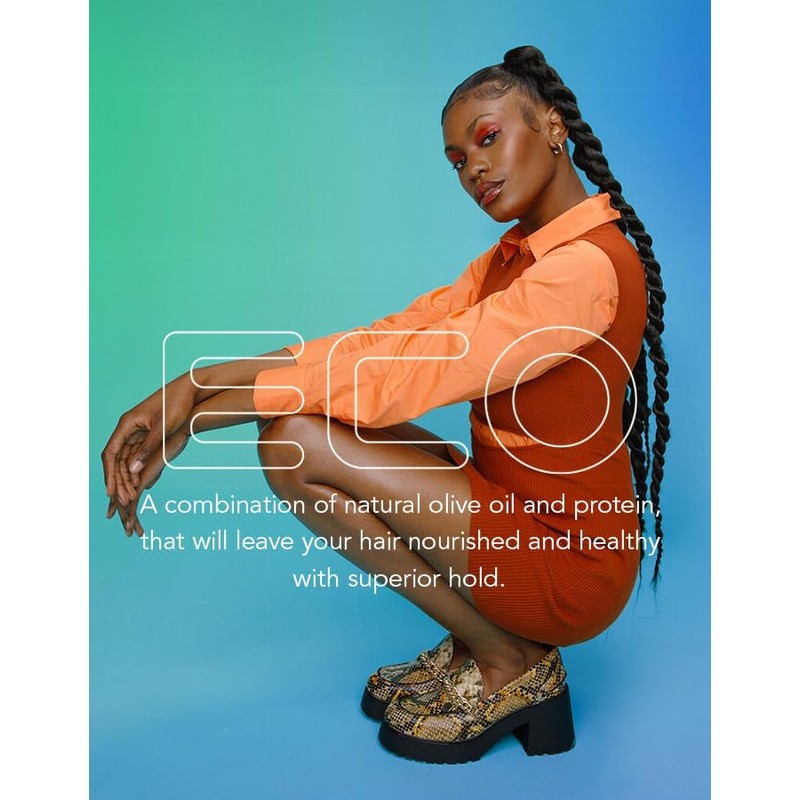 ECO
A combination of natural olive oil and protein,
that will leave your hair nourished and healthy
with superior hold.